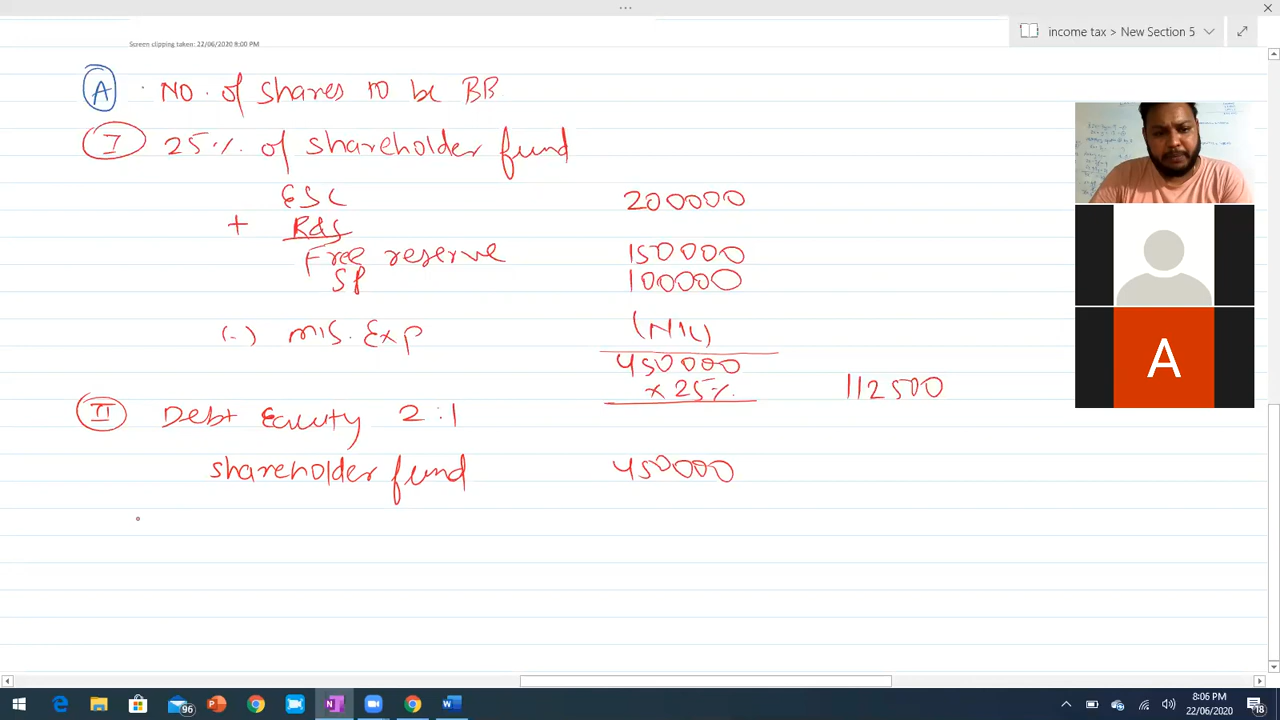 income tax > New Section 5
Screen clipping taken: 22/06/2020 8:00 PM
A . NO. of shares to be BB
I 25%. of shareholder fund
ESC 200000
+ R&S
Free reserve 150000
SP 100000
(-) mis. Exp (NIL)
450000
x 25%. 112500
II Debt Equity 2:1
shareholder fund 450000
A
96
8:06 PM
22/06/2020
18